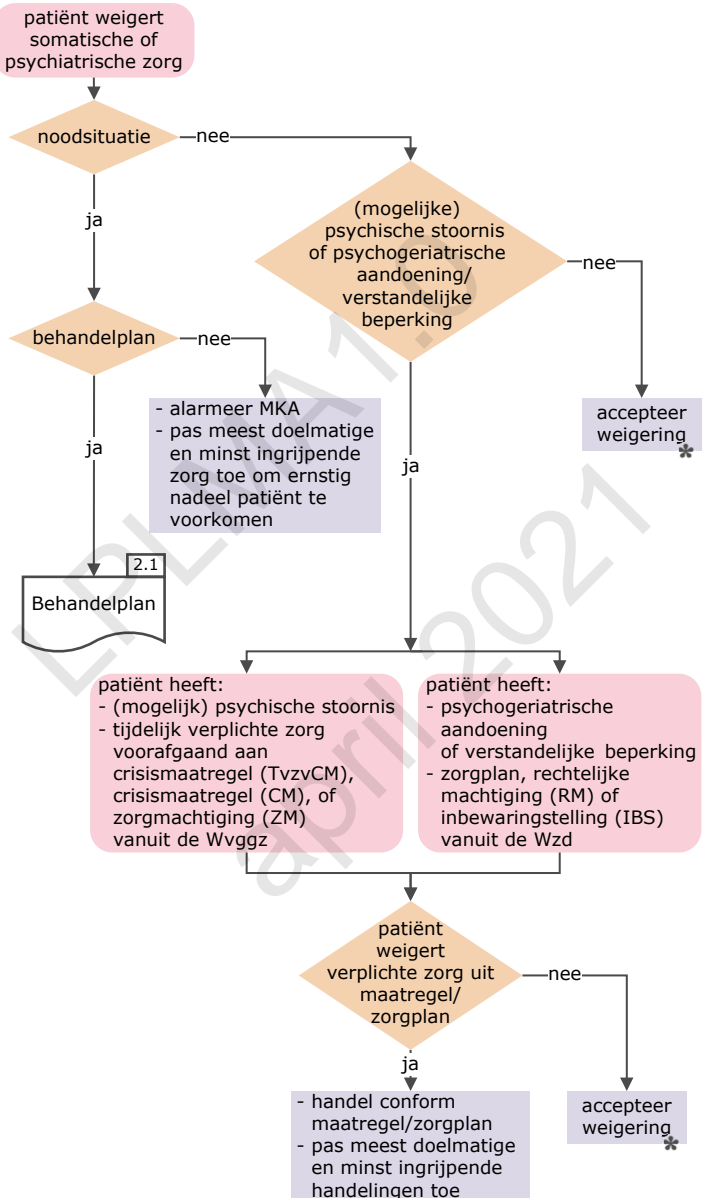 patiënt weigert
somatische of
psychiatrische zorg
noodsituatie
nee
ja
(mogelijke)
psychische stoornis
of psychogeriatrische
aandoening/
verstandelijke
beperking
nee
behandelplan
nee
- alarmeer MKA
- pas meest doelmatige
en minst ingrijpende
zorg toe om ernstig
nadeel patiënt te
voorkomen
accepteer
weigering
*
ja
ja
2.1
Behandelplan
patiënt heeft:
- (mogelijk) psychische stoornis
- tijdelijk verplichte zorg
voorafgaand aan
crisismaatregel (TvzvCM),
crisismaatregel (CM), of
zorgmachtiging (ZM)
vanuit de Wvggz
patiënt heeft:
- psychogeriatrische
aandoening
of verstandelijke beperking
- zorgplan, rechtelijke
machtiging (RM) of
inbewaringstelling (IBS)
vanuit de Wzd
patiënt
weigert
verplichte zorg uit
maatregel/
zorgplan
nee
ja
- handel conform
maatregel/zorgplan
- pas meest doelmatige
en minst ingrijpende
handelingen toe
accepteer
weigering
*
LPLMA1.0
april 2021